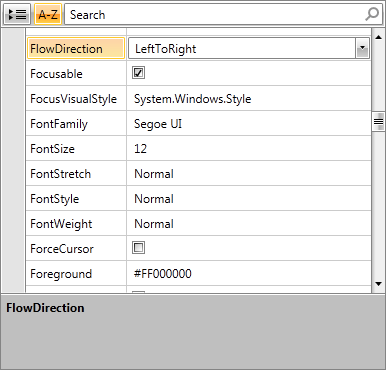 A-Z Search
FlowDirection LeftToRight
Focusable
FocusVisualStyle System.Windows.Style
FontFamily Segoe UI
FontSize 12
FontStretch Normal
FontStyle Normal
FontWeight Normal
ForceCursor
Foreground #FF000000
FlowDirection